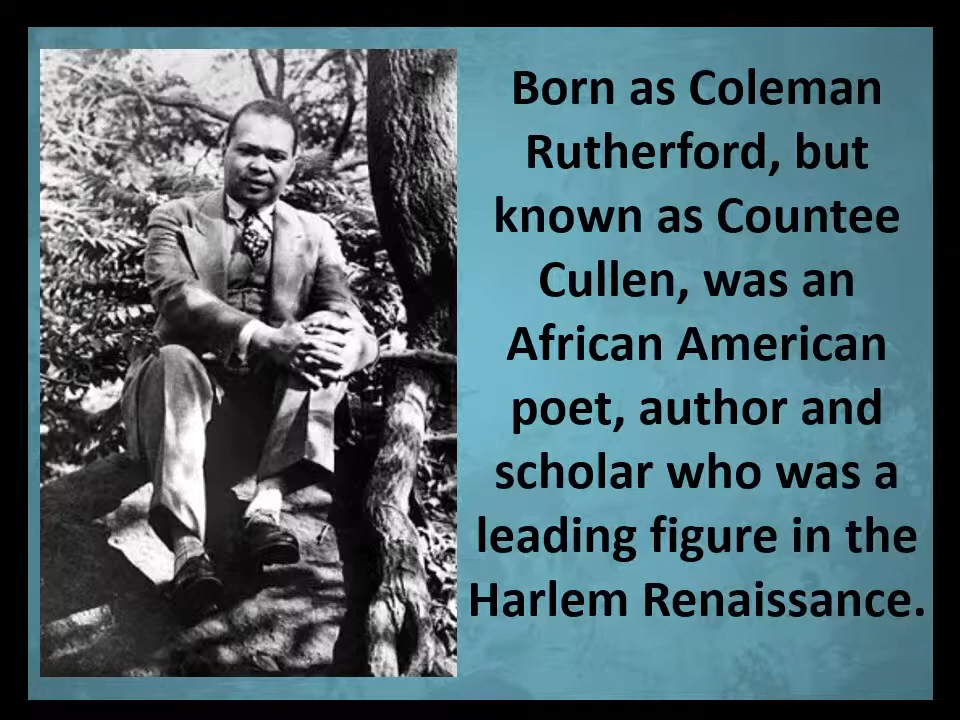 Born as Coleman
Rutherford, but
known as Countee
Cullen, was an
African American
poet, author and
scholar who was a
leading figure in the
Harlem Renaissance.